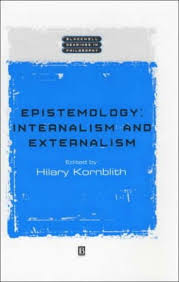 BLACKWELL
READINGS IN
PHILOSOPHY
EPISTEMOLOGY:
INTERNALISM AND
EXTERNALISM
Edited by
Hilary Kornblith
B